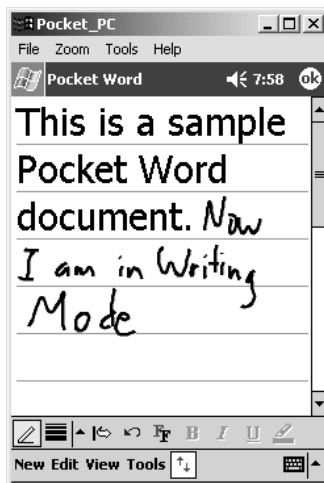 Pocket_PC
File Zoom Tools Help
Pocket Word 7:58 ok
This is a sample
Pocket Word
document. Now
I am in Writing
Mode
FF B I U
New Edit View Tools